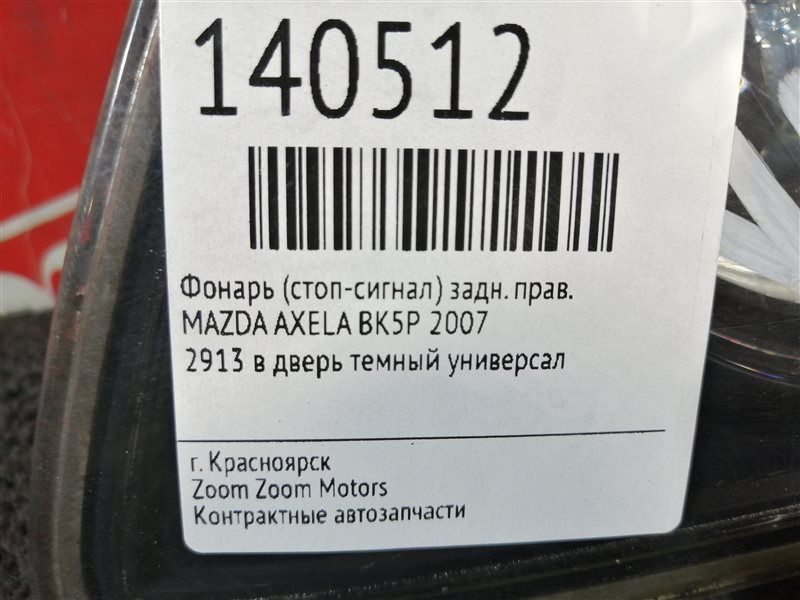 140512
Фонарь (стоп-сигнал) задн. прав.
MAZDA AXELA BK5P 2007
2913 в дверь темный универсал
г. Красноярск
Zoom Zoom Motors
Контрактные автозапчасти